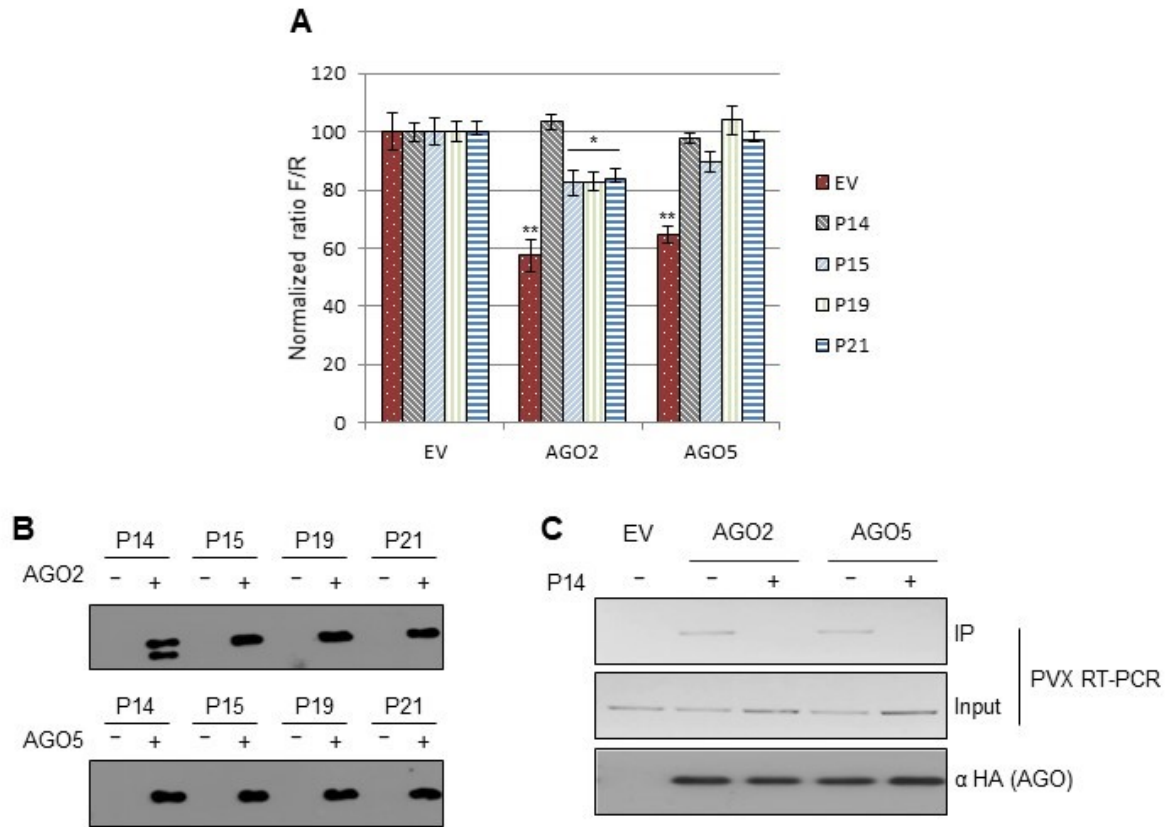 A
Normalized ratio F/R
120
100
80
60
40
20
0
**
*
**
EV AGO2 AGO5
EV
P14
P15
P19
P21
B
P14 P15 P19 P21
AGO2 − + − + − + − +
P14 P15 P19 P21
AGO5 − + − + − + − +
C
EV AGO2 AGO5
P14 − − + − +
IP
Input
PVX RT-PCR
α HA (AGO)